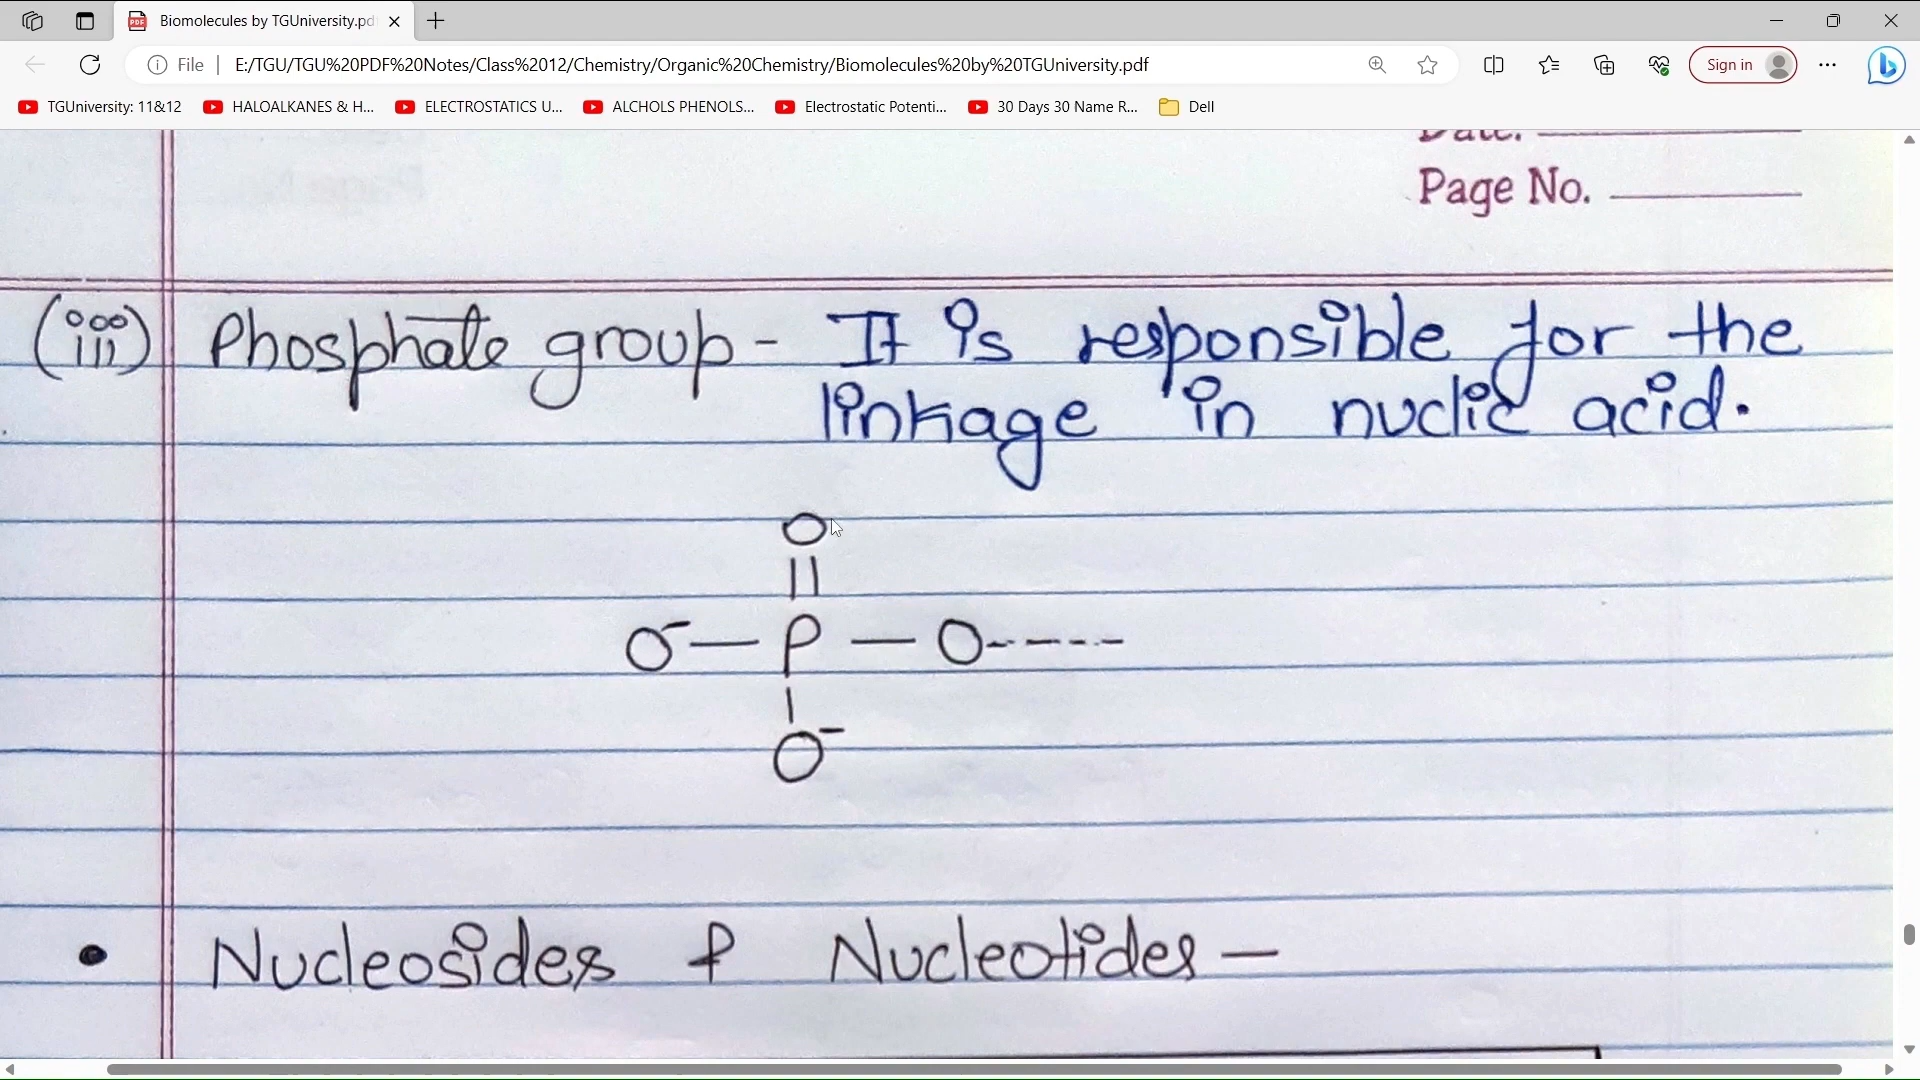 Biomolecules by TGUniversity.pd
File
E:/TGU/TGU%20PDF%20Notes/Class%2012/Chemistry/Organic%20Chemistry/Biomolecules%20by%20TGUniversity.pdf
Sign in
TGUniversity: 11&12
HALOALKANES & H...
ELECTROSTATICS U...
ALCHOLS PHENOLS...
Electrostatic Potenti...
30 Days 30 Name R...
Dell
Date.
Page No.
(iii) Phosphate group - It is responsible for the
linkage in nuclic acid.
O
||
O⁻— P — O-----
|
O⁻
• Nucleosides & Nucleotides —